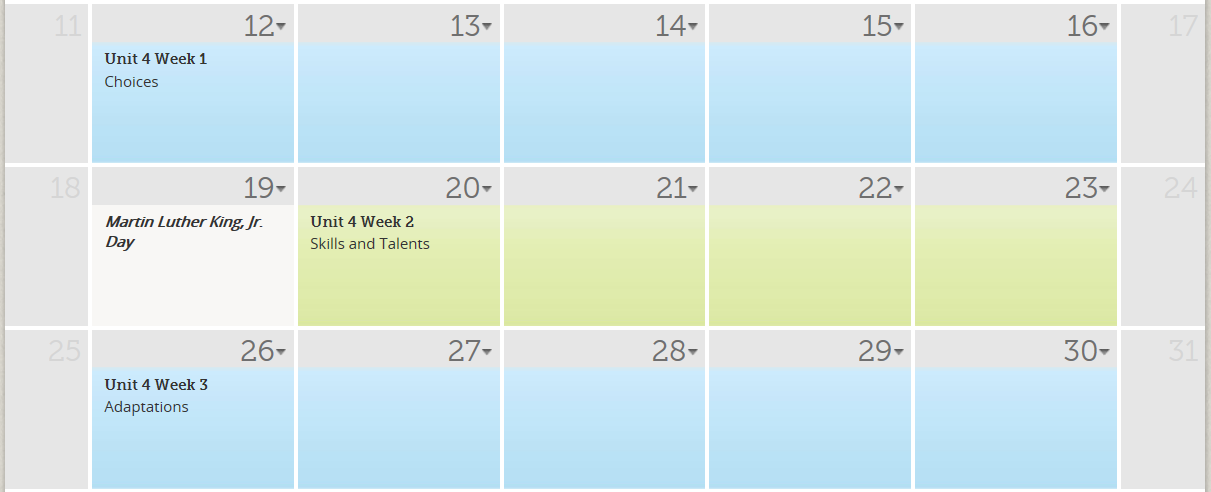 11 12 13 14 15 16 17
Unit 4 Week 1
Choices
18 19 20 21 22 23 24
Martin Luther King, Jr.
Day
Unit 4 Week 2
Skills and Talents
25 26 27 28 29 30 31
Unit 4 Week 3
Adaptations